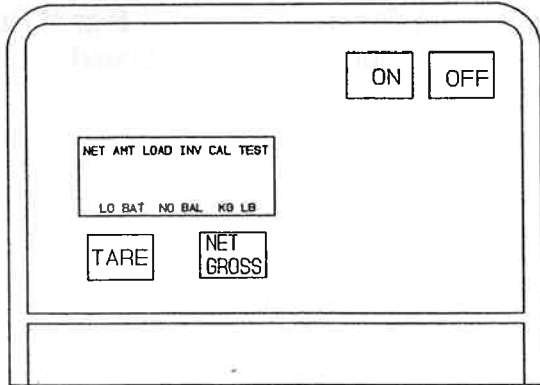 ON OFF
NET AMT LOAD INV CAL TEST
LO BAT NO BAL KG LB
TARE NET
GROSS